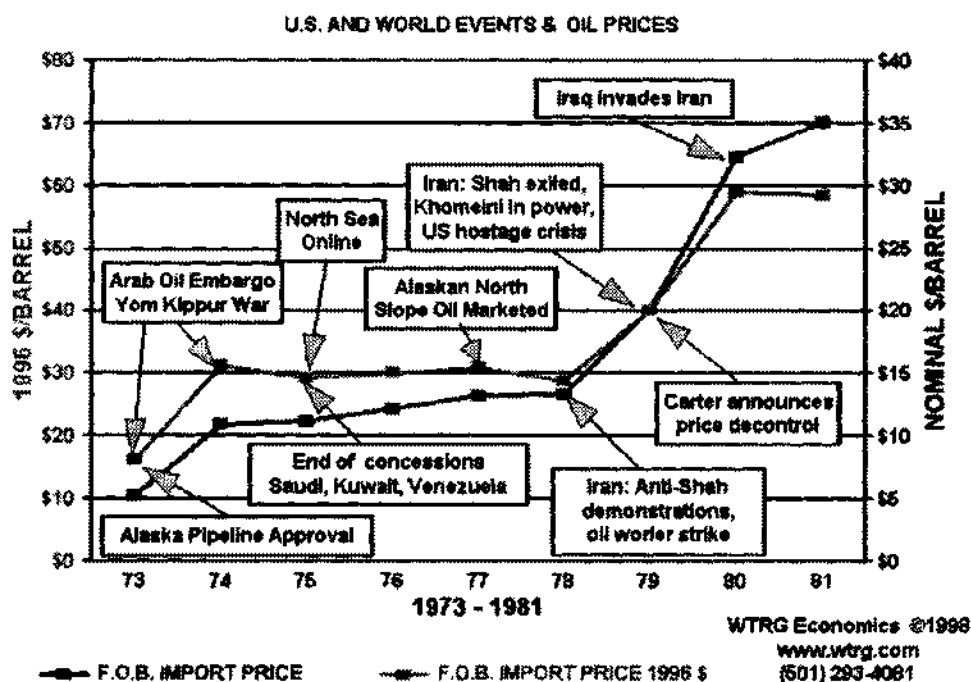 U.S. AND WORLD EVENTS & OIL PRICES
$80
$70
$60
$50
$40
$30
$20
$10
$0
1996 $/BARREL
$40
$35
$30
$25
$20
$15
$10
$5
$0
NOMINAL $/BARREL
Iraq invades Iran
Iran: Shah exiled,
Khomeini in power,
US hostage crisis
North Sea
Online
Arab Oil Embargo
Yom Kippur War
Alaskan North
Slope Oil Marketed
Carter announces
price decontrol
End of concessions
Saudi, Kuwait, Venezuela
Iran: Anti-Shah
demonstrations,
oil worler strike
Alaska Pipeline Approval
73 74 75 76 77 78 79 80 81
1973 - 1981
WTRG Economics ©1998
www.wtrg.com
(501) 293-4081
F.O.B. IMPORT PRICE
F.O.B. IMPORT PRICE 1996 $